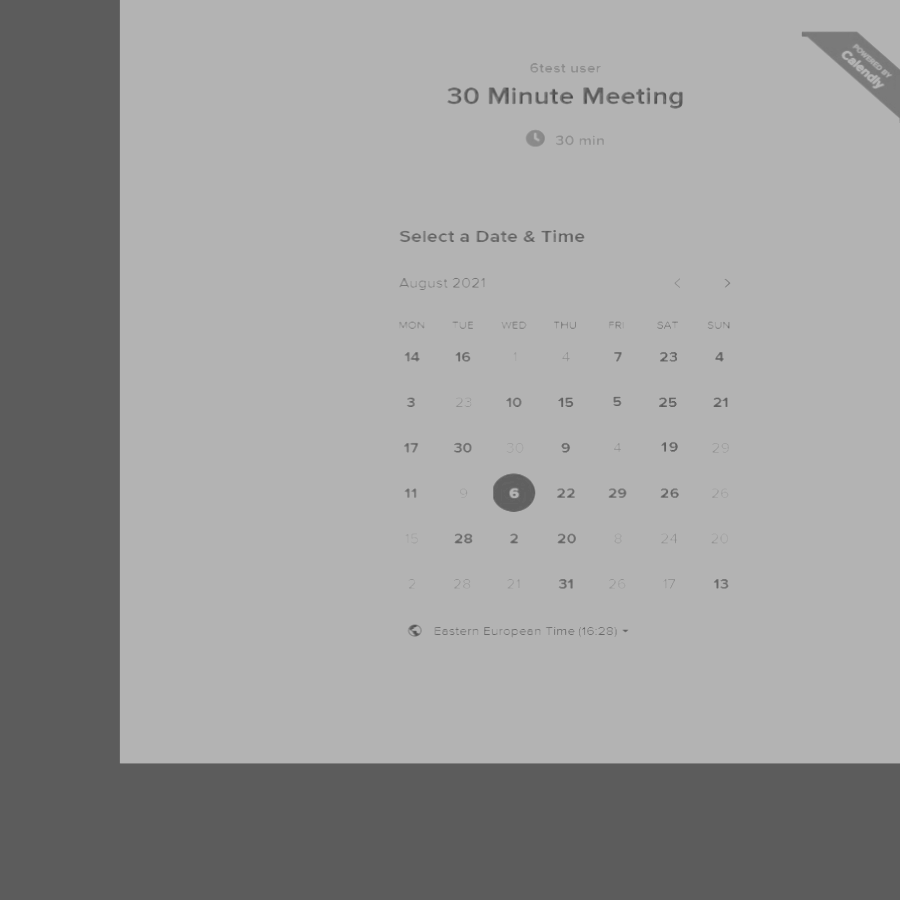 POWERED BY
Calendly
6test user
30 Minute Meeting
30 min
Select a Date & Time
August 2021
MON TUE WED THU FRI SAT SUN
14 16 1 4 7 23 4
3 23 10 15 5 25 21
17 30 30 9 4 19 29
11 9 6 22 29 26 26
15 28 2 20 8 24 20
2 28 21 31 26 17 13
Eastern European Time (16:28)